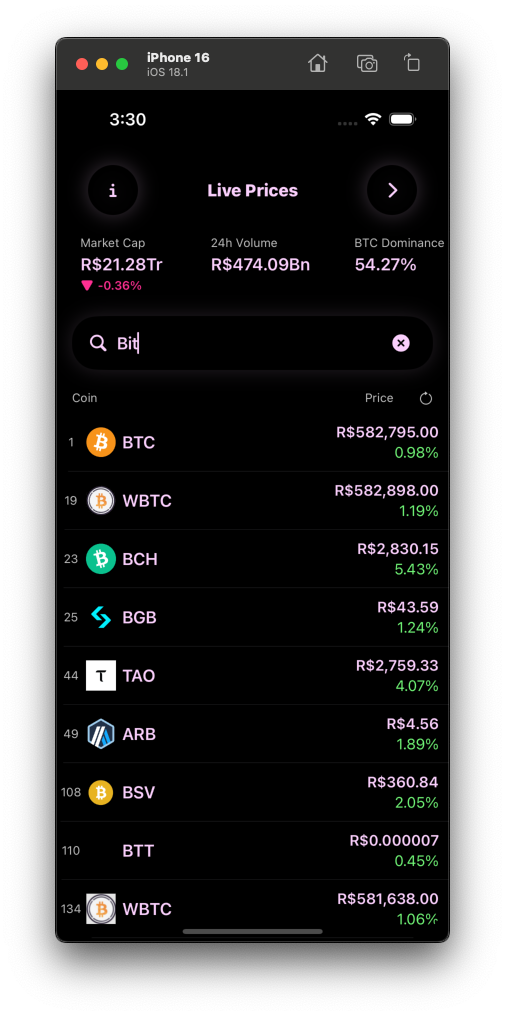 iPhone 16
iOS 18.1
3:30
i
Live Prices
Market Cap 24h Volume BTC Dominance
R$21.28Tr R$474.09Bn 54.27%
-0.36%
Bit
Coin Price
1 BTC R$582,795.00
0.98%
19 WBTC R$582,898.00
1.19%
23 BCH R$2,830.15
5.43%
25 BGB R$43.59
1.24%
44 TAO R$2,759.33
4.07%
49 ARB R$4.56
1.89%
108 BSV R$360.84
2.05%
110 BTT R$0.000007
0.45%
134 WBTC R$581,638.00
1.06%